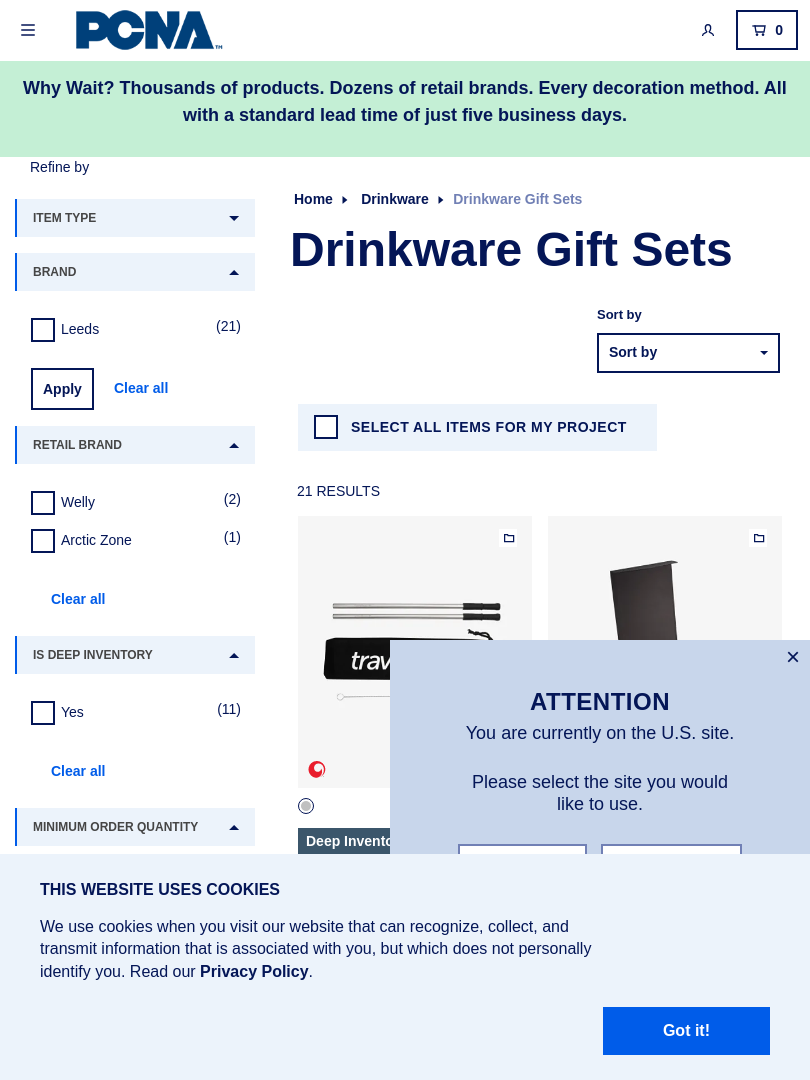 PCNA™
0
Why Wait? Thousands of products. Dozens of retail brands. Every decoration method. All
with a standard lead time of just five business days.
Refine by
ITEM TYPE
BRAND
Leeds (21)
Apply Clear all
RETAIL BRAND
Welly (2)
Arctic Zone (1)
Clear all
IS DEEP INVENTORY
Yes (11)
Clear all
MINIMUM ORDER QUANTITY
Home Drinkware Drinkware Gift Sets
Drinkware Gift Sets
Sort by
Sort by
SELECT ALL ITEMS FOR MY PROJECT
21 RESULTS
ATTENTION
You are currently on the U.S. site.
Please select the site you would
like to use.
Deep
THIS WEBSITE USES COOKIES
We use cookies when you visit our website that can recognize, collect, and
transmit information that is associated with you, but which does not personally
identify you. Read our Privacy Policy.
Got it!